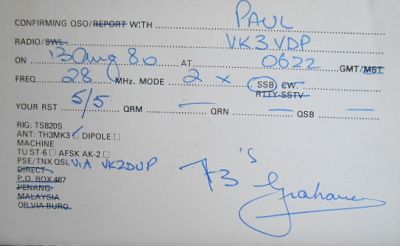 CONFIRMING QSO/REPORT WITH PAUL
RADIO/SWL VK3VDP
ON 13 Aug 80 AT 0622 GMT/MST
FREQ. 28 MHz. MODE 2 x SSB CW.
RTTY SSTV
YOUR RST 5/5 QRM — QRN — QSB —
RIG: TS820S
ANT: TH3MK3 □ DIPOLE □
MACHINE
TU ST-6 □ AFSK AK-2 □
PSE/TNX QSL VIA VK2DUP
DIRECT
P.O. BOX 487
PENANG
MALAYSIA
OR VIA BURO
73's
Grahame